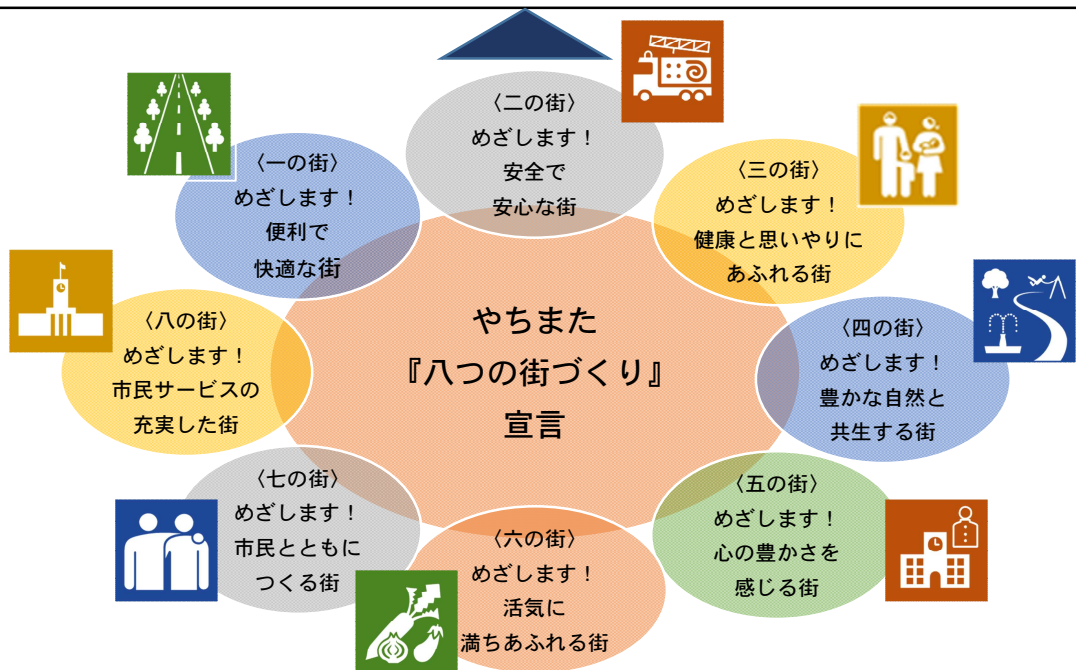 やちまた
『八つの街づくり』
宣言
〈一の街〉
めざします！
便利で
快適な街
〈二の街〉
めざします！
安全で
安心な街
〈三の街〉
めざします！
健康と思いやりに
あふれる街
〈四の街〉
めざします！
豊かな自然と
共生する街
〈五の街〉
めざします！
心の豊かさを
感じる街
〈六の街〉
めざします！
活気に
満ちあふれる街
〈七の街〉
めざします！
市民とともに
つくる街
〈八の街〉
めざします！
市民サービスの
充実した街